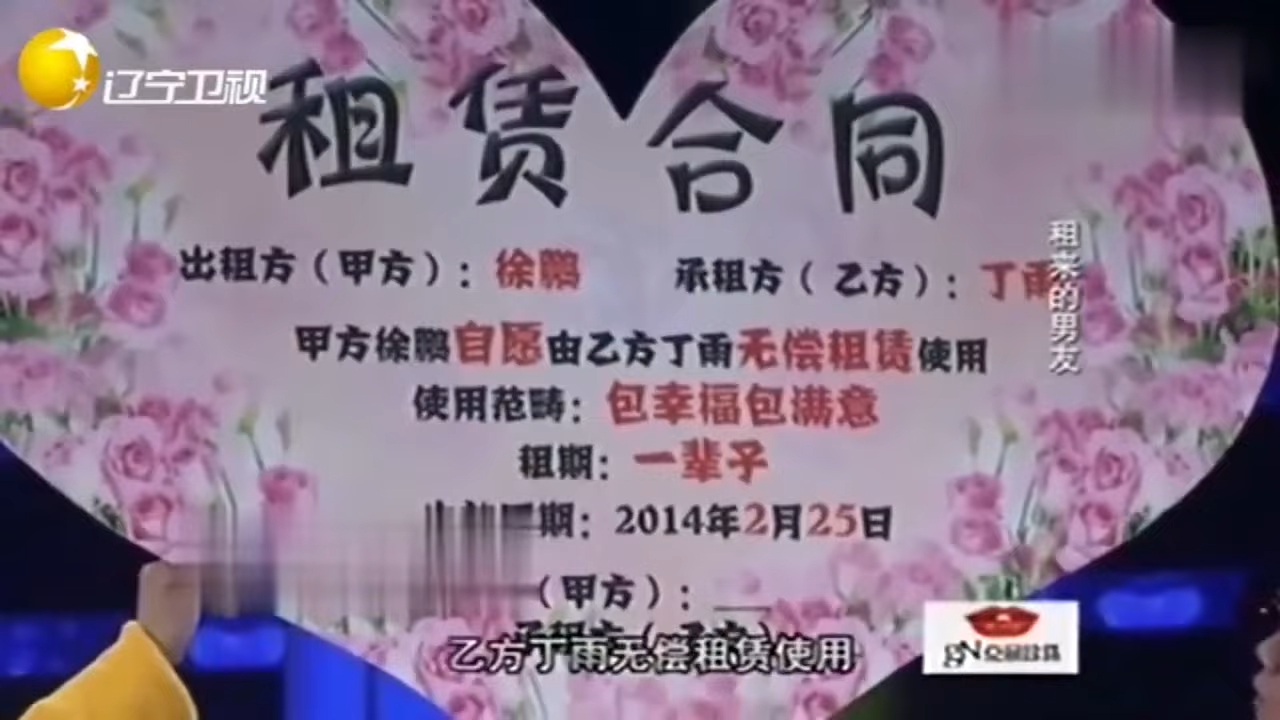 辽宁卫视
租赁合同
出租方（甲方）：徐鹏 承租方（乙方）：丁雨
租来的男友
甲方徐鹏自愿由乙方丁雨无偿租赁使用
使用范畴：包幸福包满意
租期：一辈子
期：2014年2月25日
（甲方）：
乙方丁雨无偿租赁使用
gN